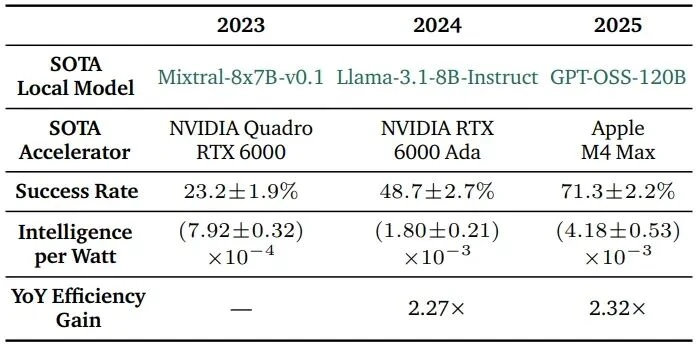 2023 2024 2025
SOTA
Local Model
Mixtral-8x7B-v0.1 Llama-3.1-8B-Instruct GPT-OSS-120B
SOTA
Accelerator
NVIDIA Quadro
RTX 6000
NVIDIA RTX
6000 Ada
Apple
M4 Max
Success Rate 23.2±1.9% 48.7±2.7% 71.3±2.2%
Intelligence
per Watt
(7.92±0.32)
×10⁻⁴
(1.80±0.21)
×10⁻³
(4.18±0.53)
×10⁻³
YoY Efficiency
Gain
— 2.27× 2.32×